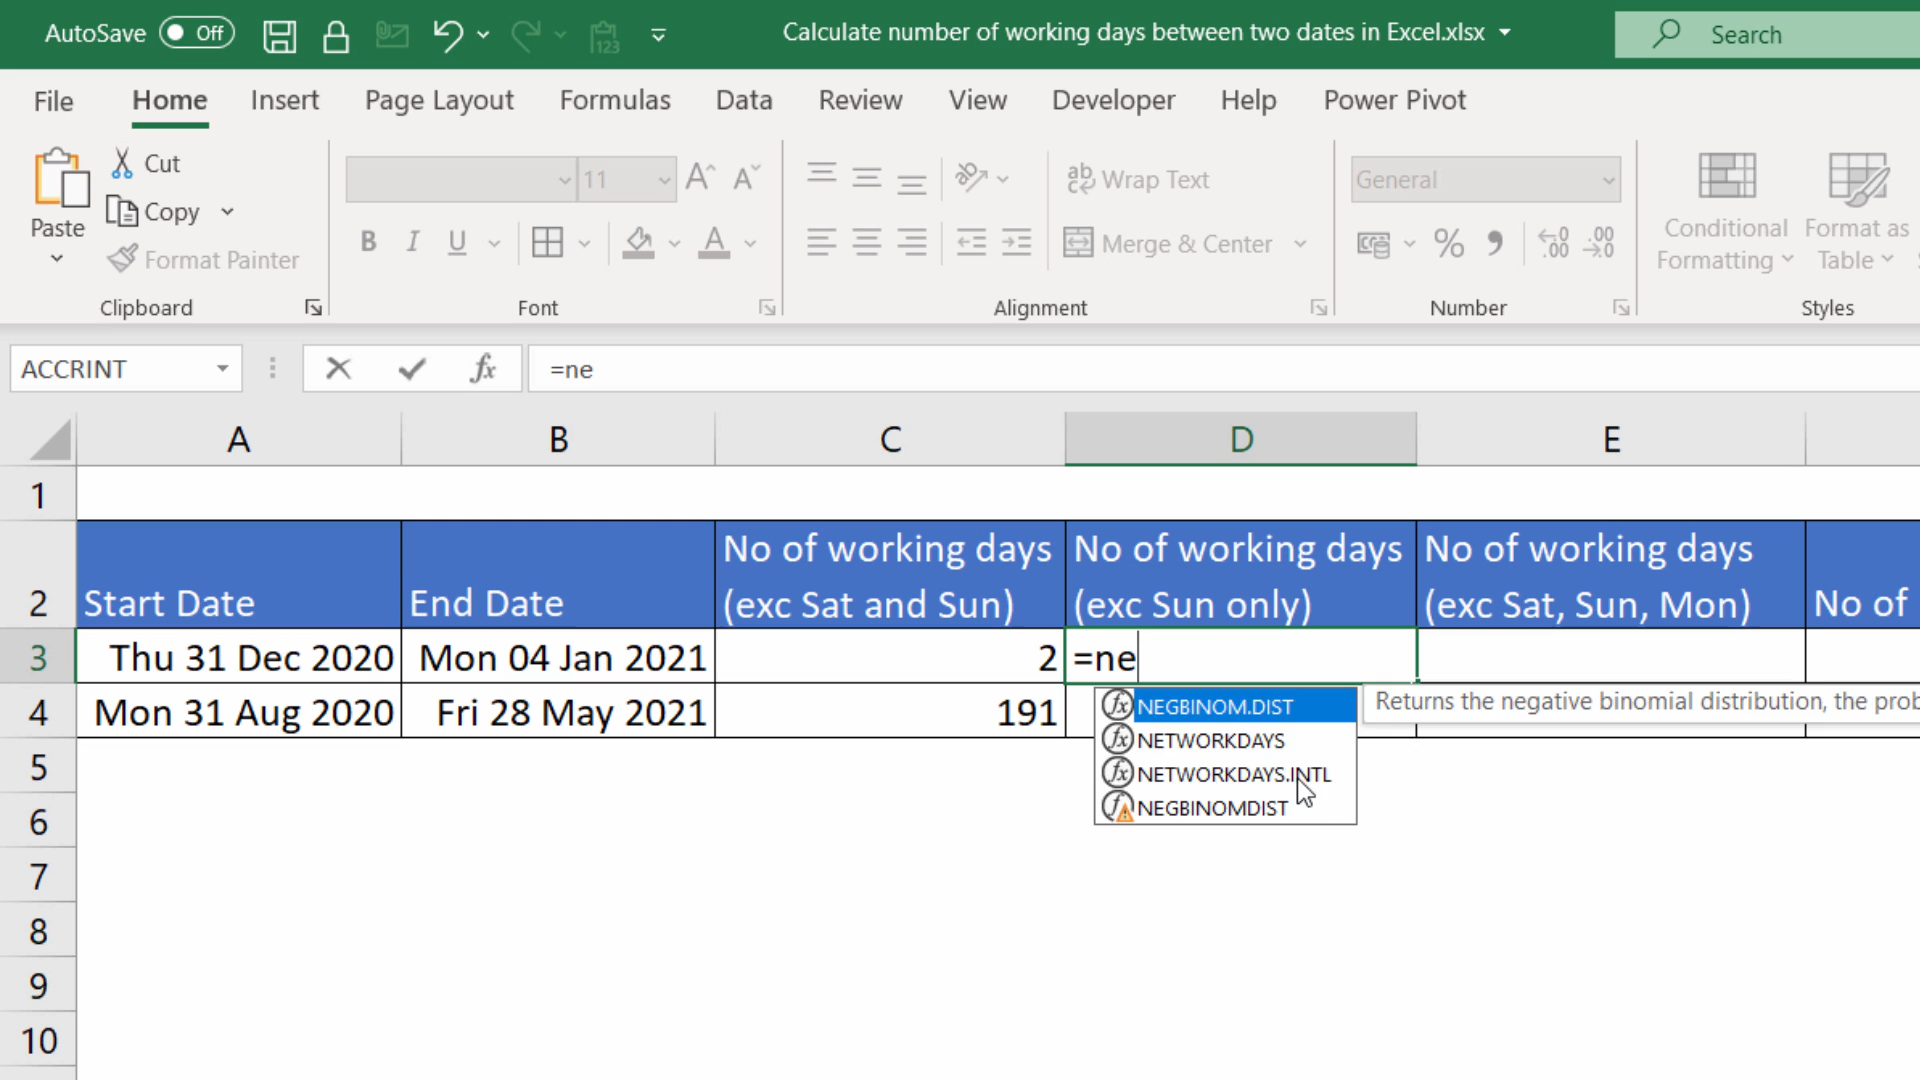 AutoSave Off
Calculate number of working days between two dates in Excel.xlsx
Search
File Home Insert Page Layout Formulas Data Review View Developer Help Power Pivot
Paste
Cut
Copy
Format Painter
Clipboard
11
B I U
Font
Wrap Text
Merge & Center
Alignment
General
Number
Conditional Formatting
Format as Table
Styles
ACCRINT
fx
=ne
A B C D E
1
2 Start Date End Date No of working days (exc Sat and Sun) No of working days (exc Sun only) No of working days (exc Sat, Sun, Mon) No of
3 Thu 31 Dec 2020 Mon 04 Jan 2021 2 =ne
4 Mon 31 Aug 2020 Fri 28 May 2021 191
NEGBINOM.DIST
Returns the negative binomial distribution, the prob
NETWORKDAYS
NETWORKDAYS.INTL
NEGBINOMDIST
5
6
7
8
9
10